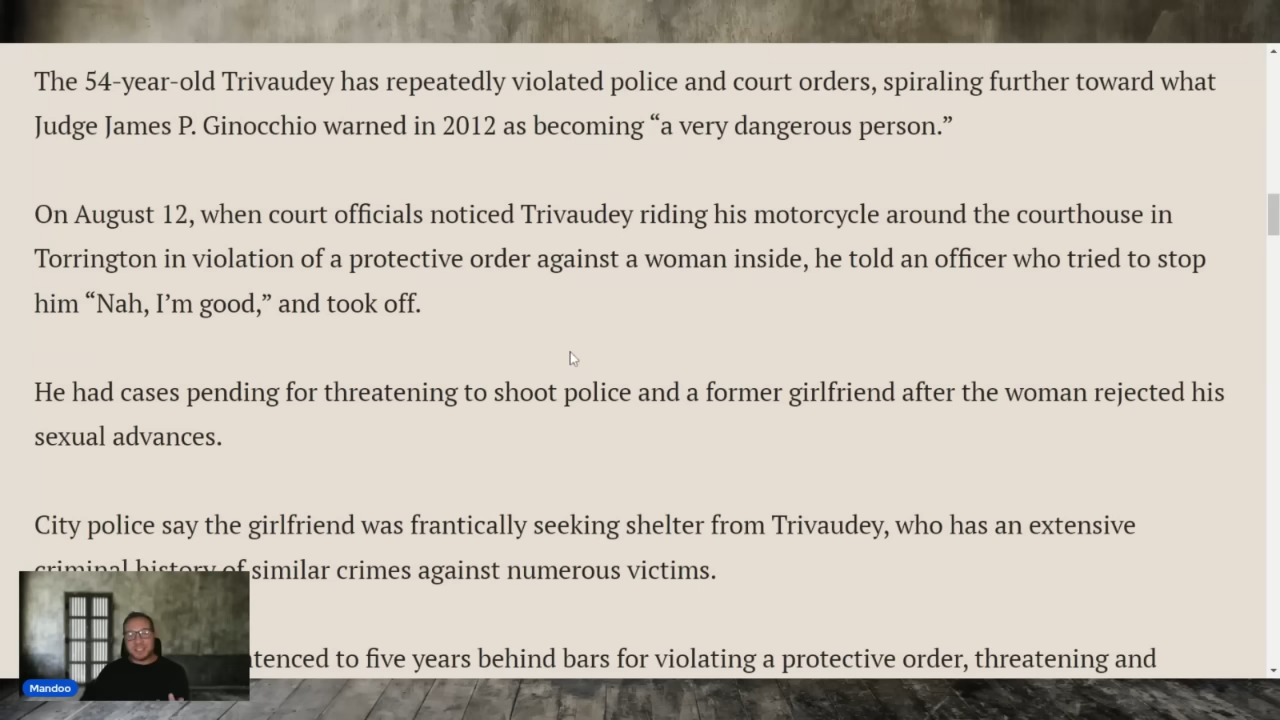 The 54-year-old Trivaudey has repeatedly violated police and court orders, spiraling further toward what
Judge James P. Ginocchio warned in 2012 as becoming “a very dangerous person.”
On August 12, when court officials noticed Trivaudey riding his motorcycle around the courthouse in
Torrington in violation of a protective order against a woman inside, he told an officer who tried to stop
him “Nah, I’m good,” and took off.
He had cases pending for threatening to shoot police and a former girlfriend after the woman rejected his
sexual advances.
City police say the girlfriend was frantically seeking shelter from Trivaudey, who has an extensive
criminal history of similar crimes against numerous victims.
tenced to five years behind bars for violating a protective order, threatening and
Mandoo